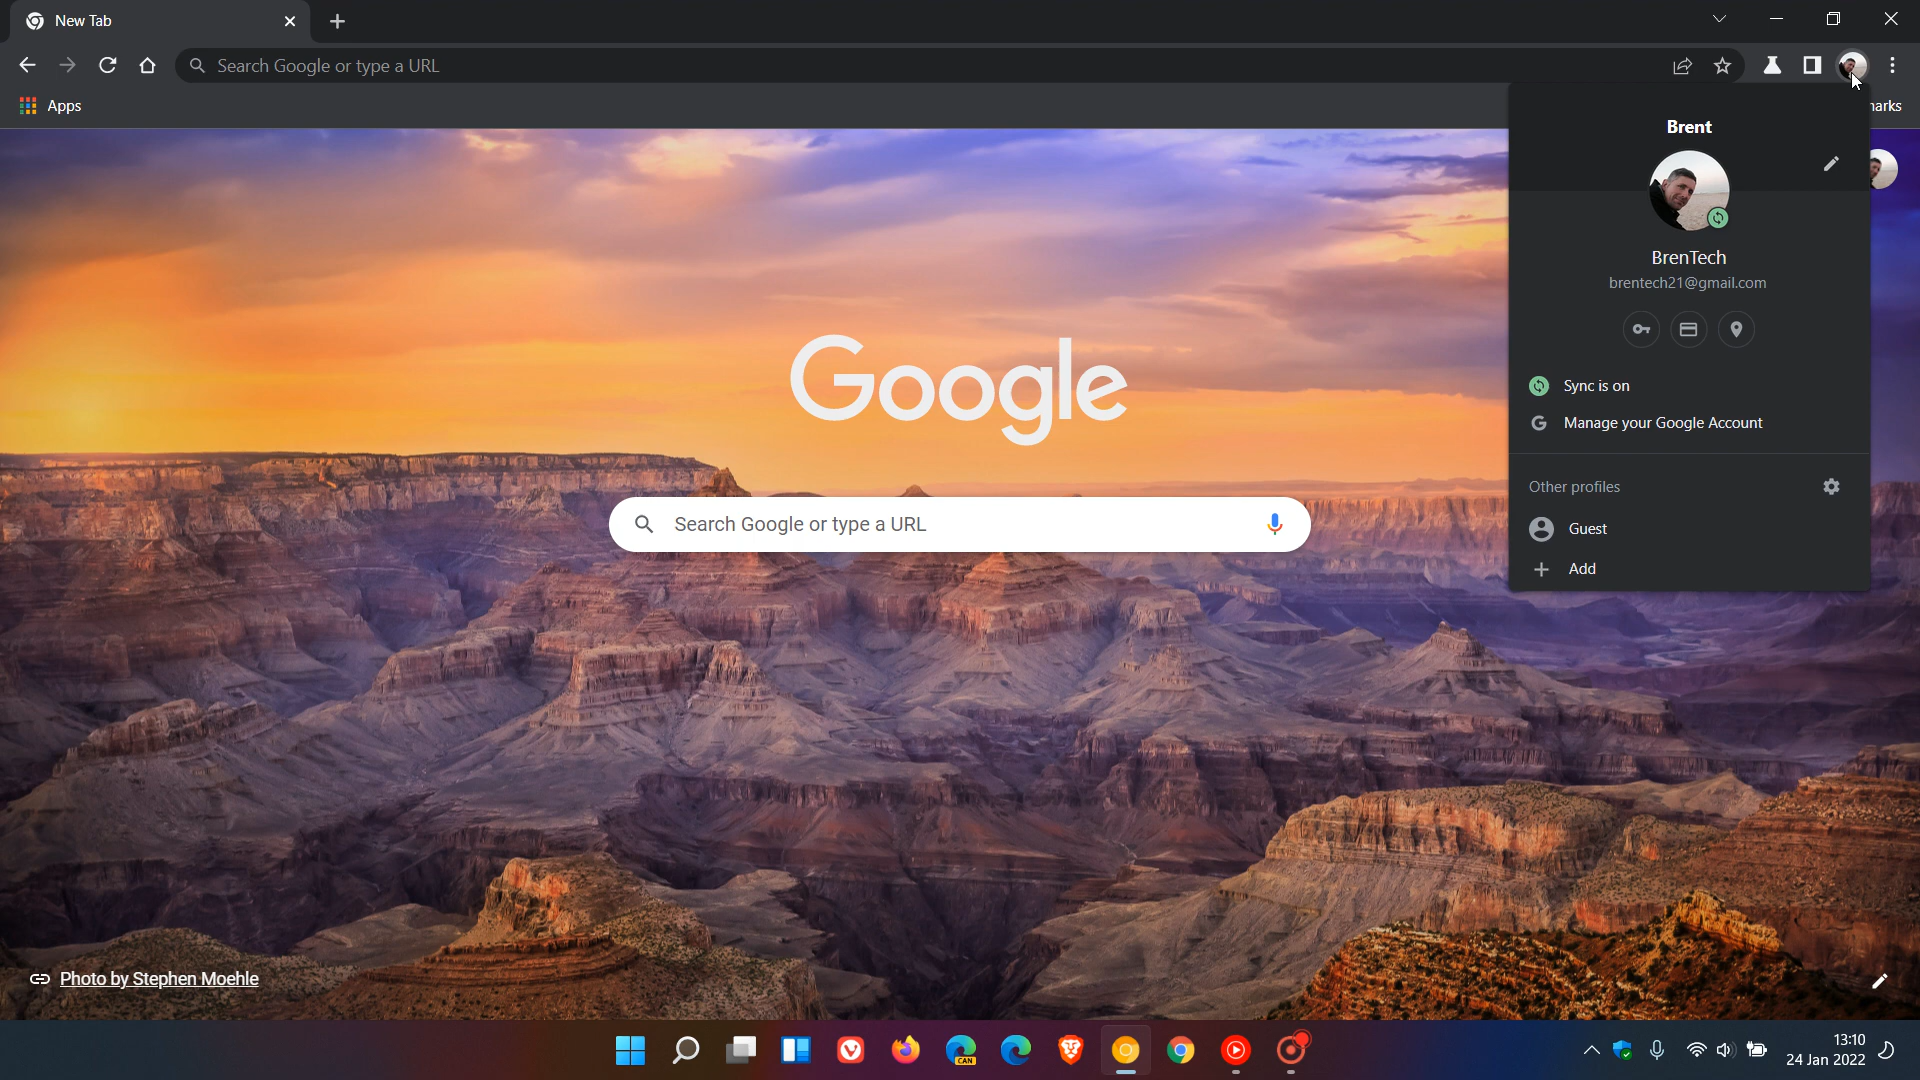 New Tab
Search Google or type a URL
Apps
arks
Brent
BrenTech
brentech21@gmail.com
Sync is on
Manage your Google Account
Other profiles
Guest
Add
Google
Search Google or type a URL
Photo by Stephen Moehle
CAN
13:10
24 Jan 2022